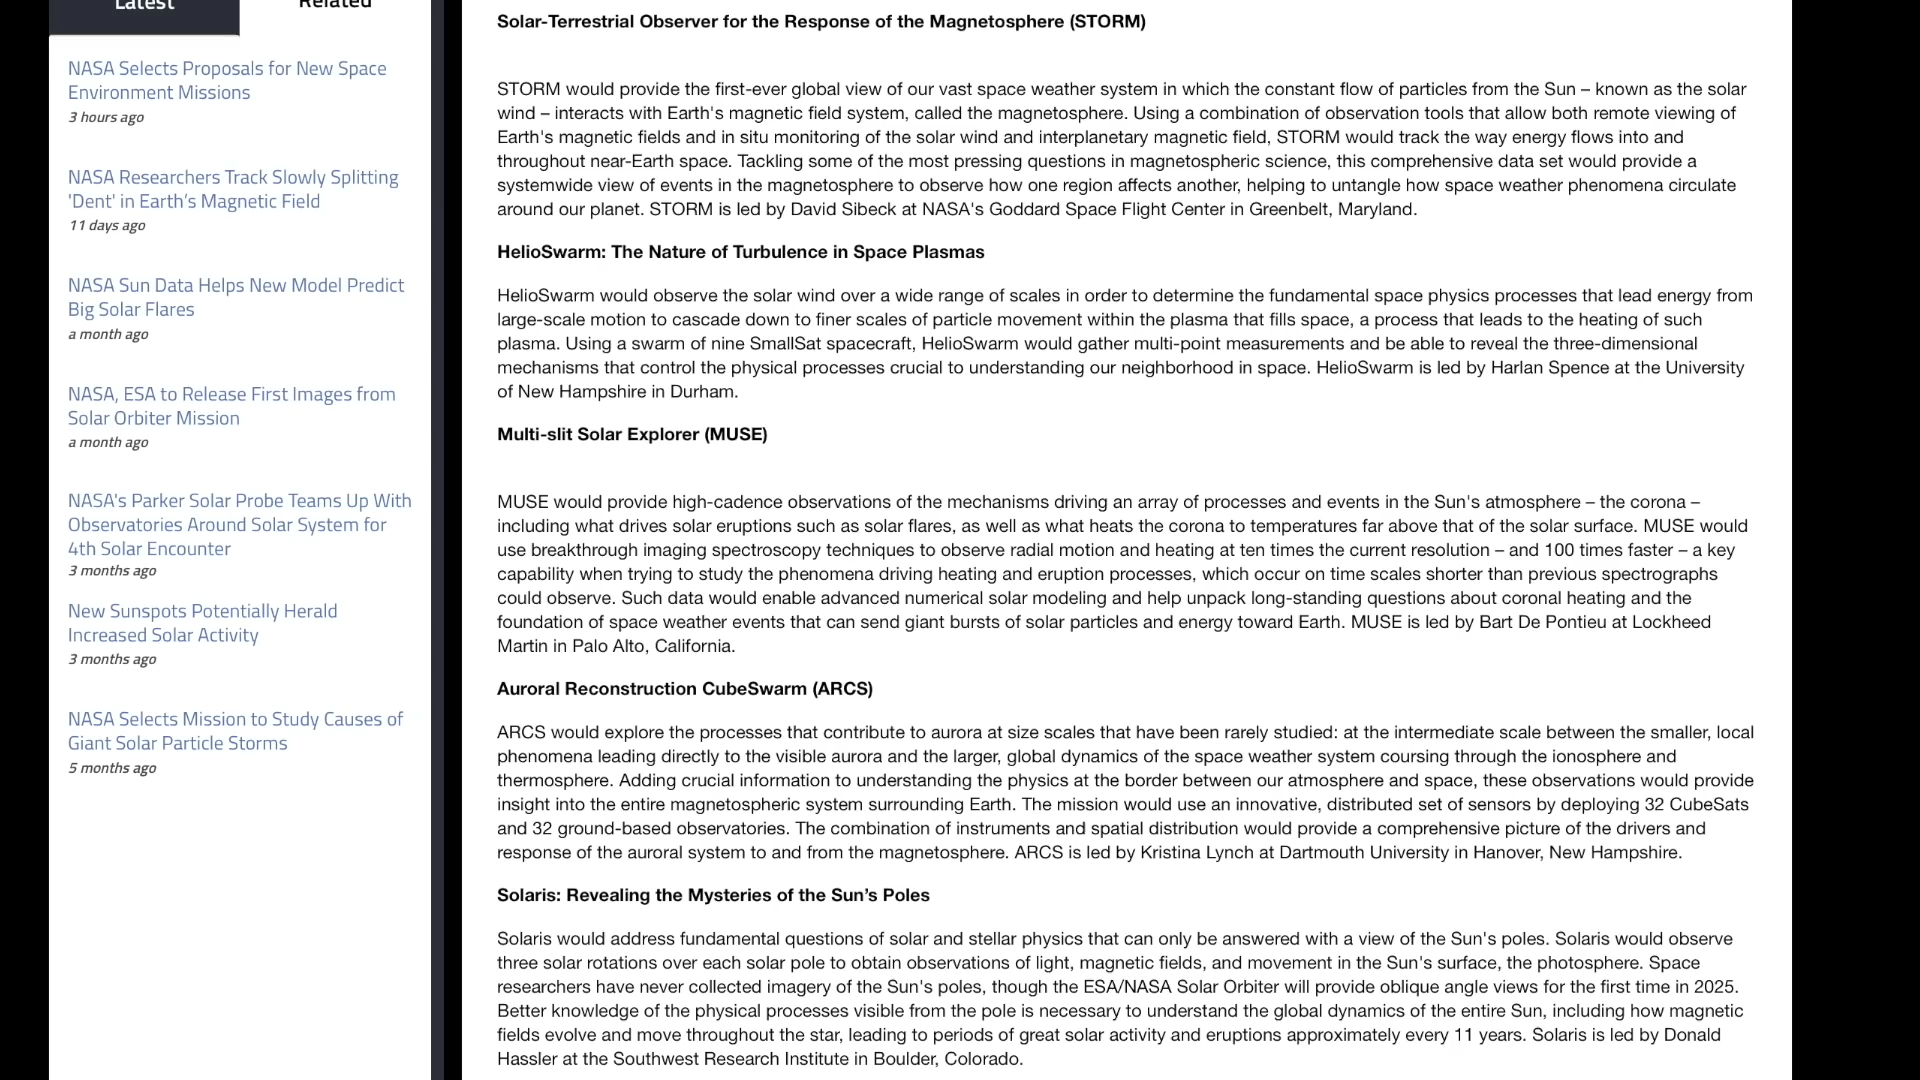 Latest
Related
NASA Selects Proposals for New Space
Environment Missions
3 hours ago
NASA Researchers Track Slowly Splitting
'Dent' in Earth’s Magnetic Field
11 days ago
NASA Sun Data Helps New Model Predict
Big Solar Flares
a month ago
NASA, ESA to Release First Images from
Solar Orbiter Mission
a month ago
NASA's Parker Solar Probe Teams Up With
Observatories Around Solar System for
4th Solar Encounter
3 months ago
New Sunspots Potentially Herald
Increased Solar Activity
3 months ago
NASA Selects Mission to Study Causes of
Giant Solar Particle Storms
5 months ago
Solar-Terrestrial Observer for the Response of the Magnetosphere (STORM)
STORM would provide the first-ever global view of our vast space weather system in which the constant flow of particles from the Sun – known as the solar
wind – interacts with Earth's magnetic field system, called the magnetosphere. Using a combination of observation tools that allow both remote viewing of
Earth's magnetic fields and in situ monitoring of the solar wind and interplanetary magnetic field, STORM would track the way energy flows into and
throughout near-Earth space. Tackling some of the most pressing questions in magnetospheric science, this comprehensive data set would provide a
systemwide view of events in the magnetosphere to observe how one region affects another, helping to untangle how space weather phenomena circulate
around our planet. STORM is led by David Sibeck at NASA's Goddard Space Flight Center in Greenbelt, Maryland.
HelioSwarm: The Nature of Turbulence in Space Plasmas
HelioSwarm would observe the solar wind over a wide range of scales in order to determine the fundamental space physics processes that lead energy from
large-scale motion to cascade down to finer scales of particle movement within the plasma that fills space, a process that leads to the heating of such
plasma. Using a swarm of nine SmallSat spacecraft, HelioSwarm would gather multi-point measurements and be able to reveal the three-dimensional
mechanisms that control the physical processes crucial to understanding our neighborhood in space. HelioSwarm is led by Harlan Spence at the University
of New Hampshire in Durham.
Multi-slit Solar Explorer (MUSE)
MUSE would provide high-cadence observations of the mechanisms driving an array of processes and events in the Sun's atmosphere – the corona –
including what drives solar eruptions such as solar flares, as well as what heats the corona to temperatures far above that of the solar surface. MUSE would
use breakthrough imaging spectroscopy techniques to observe radial motion and heating at ten times the current resolution – and 100 times faster – a key
capability when trying to study the phenomena driving heating and eruption processes, which occur on time scales shorter than previous spectrographs
could observe. Such data would enable advanced numerical solar modeling and help unpack long-standing questions about coronal heating and the
foundation of space weather events that can send giant bursts of solar particles and energy toward Earth. MUSE is led by Bart De Pontieu at Lockheed
Martin in Palo Alto, California.
Auroral Reconstruction CubeSwarm (ARCS)
ARCS would explore the processes that contribute to aurora at size scales that have been rarely studied: at the intermediate scale between the smaller, local
phenomena leading directly to the visible aurora and the larger, global dynamics of the space weather system coursing through the ionosphere and
thermosphere. Adding crucial information to understanding the physics at the border between our atmosphere and space, these observations would provide
insight into the entire magnetospheric system surrounding Earth. The mission would use an innovative, distributed set of sensors by deploying 32 CubeSats
and 32 ground-based observatories. The combination of instruments and spatial distribution would provide a comprehensive picture of the drivers and
response of the auroral system to and from the magnetosphere. ARCS is led by Kristina Lynch at Dartmouth University in Hanover, New Hampshire.
Solaris: Revealing the Mysteries of the Sun’s Poles
Solaris would address fundamental questions of solar and stellar physics that can only be answered with a view of the Sun's poles. Solaris would observe
three solar rotations over each solar pole to obtain observations of light, magnetic fields, and movement in the Sun's surface, the photosphere. Space
researchers have never collected imagery of the Sun's poles, though the ESA/NASA Solar Orbiter will provide oblique angle views for the first time in 2025.
Better knowledge of the physical processes visible from the pole is necessary to understand the global dynamics of the entire Sun, including how magnetic
fields evolve and move throughout the star, leading to periods of great solar activity and eruptions approximately every 11 years. Solaris is led by Donald
Hassler at the Southwest Research Institute in Boulder, Colorado.